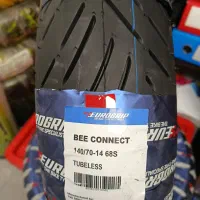 EUROGRIP
BEE CONNECT
140/70-14 68S
TUBELESS